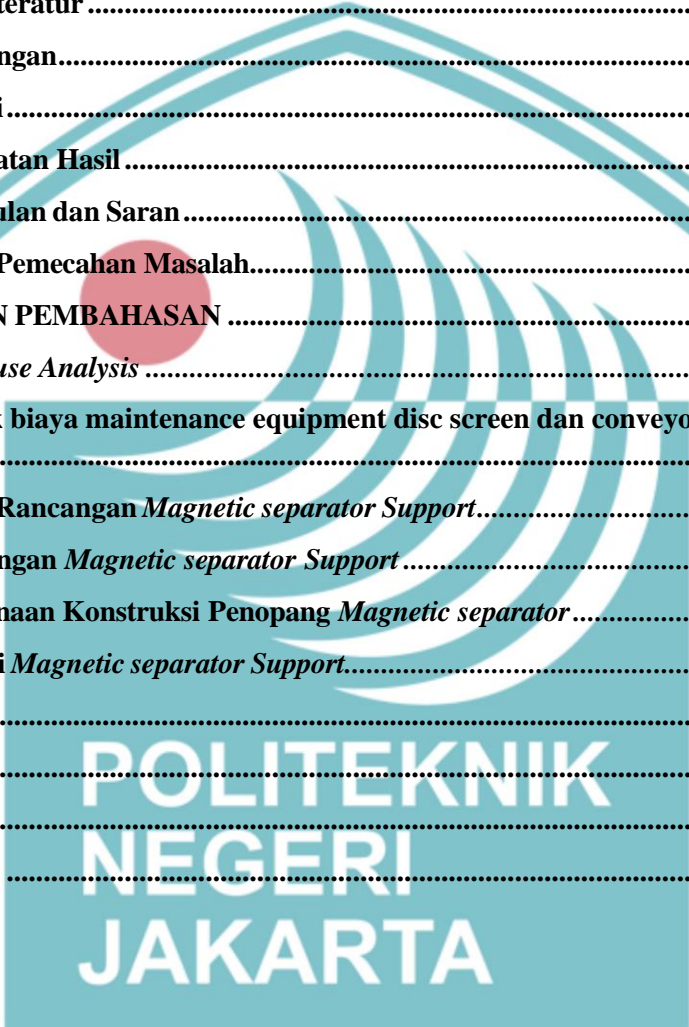 teratur ........................................
ngan........................................
i ........................................
atan Hasil ........................................
ulan dan Saran ........................................
Pemecahan Masalah........................................
N PEMBAHASAN ........................................
use Analysis ........................................
k biaya maintenance equipment disc screen dan conveyo
........................................
Rancangan Magnetic separator Support........................................
ngan Magnetic separator Support ........................................
naan Konstruksi Penopang Magnetic separator ........................................
i Magnetic separator Support........................................
........................................
........................................
........................................
........................................
POLITEKNIK
NEGERI
JAKARTA